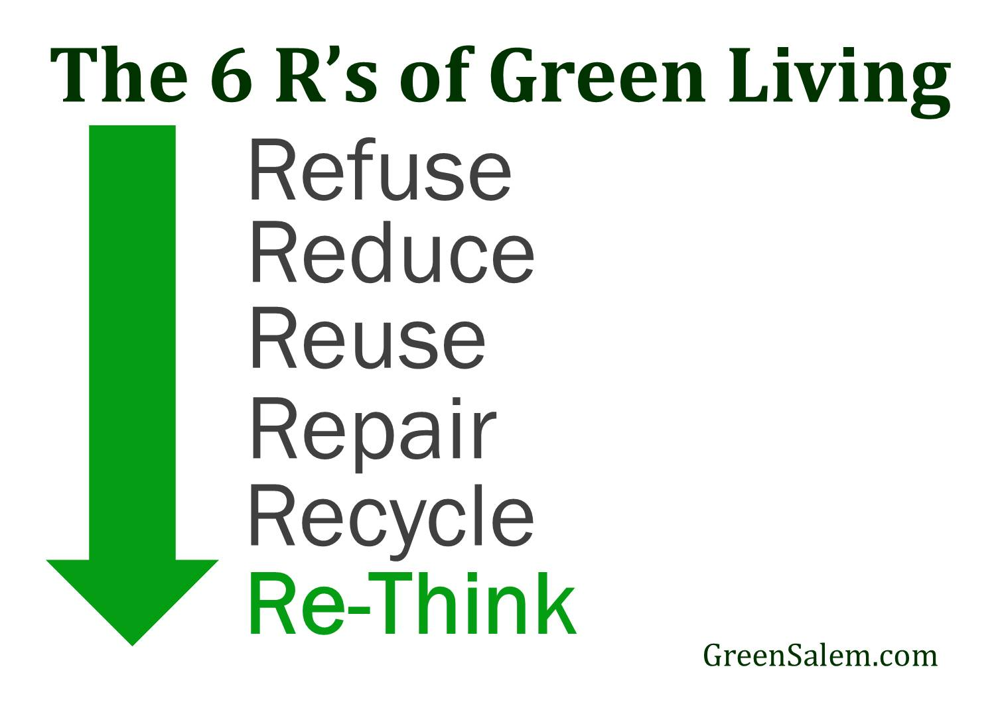 The 6 R’s of Green Living
Refuse
Reduce
Reuse
Repair
Recycle
Re-Think
GreenSalem.com